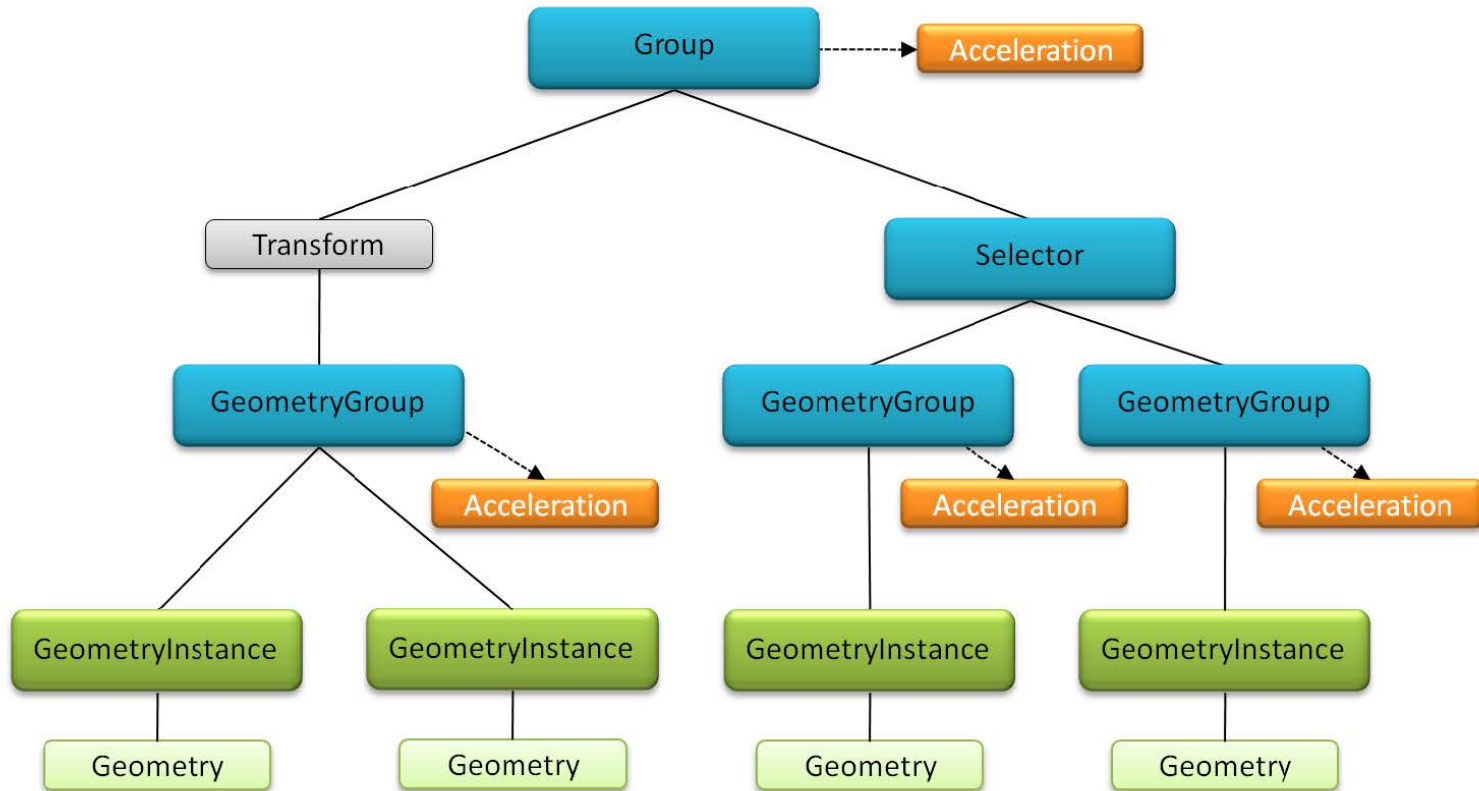 Group
Acceleration
Transform
Selector
GeometryGroup
GeometryGroup
GeometryGroup
Acceleration
Acceleration
Acceleration
GeometryInstance
GeometryInstance
GeometryInstance
GeometryInstance
Geometry
Geometry
Geometry
Geometry